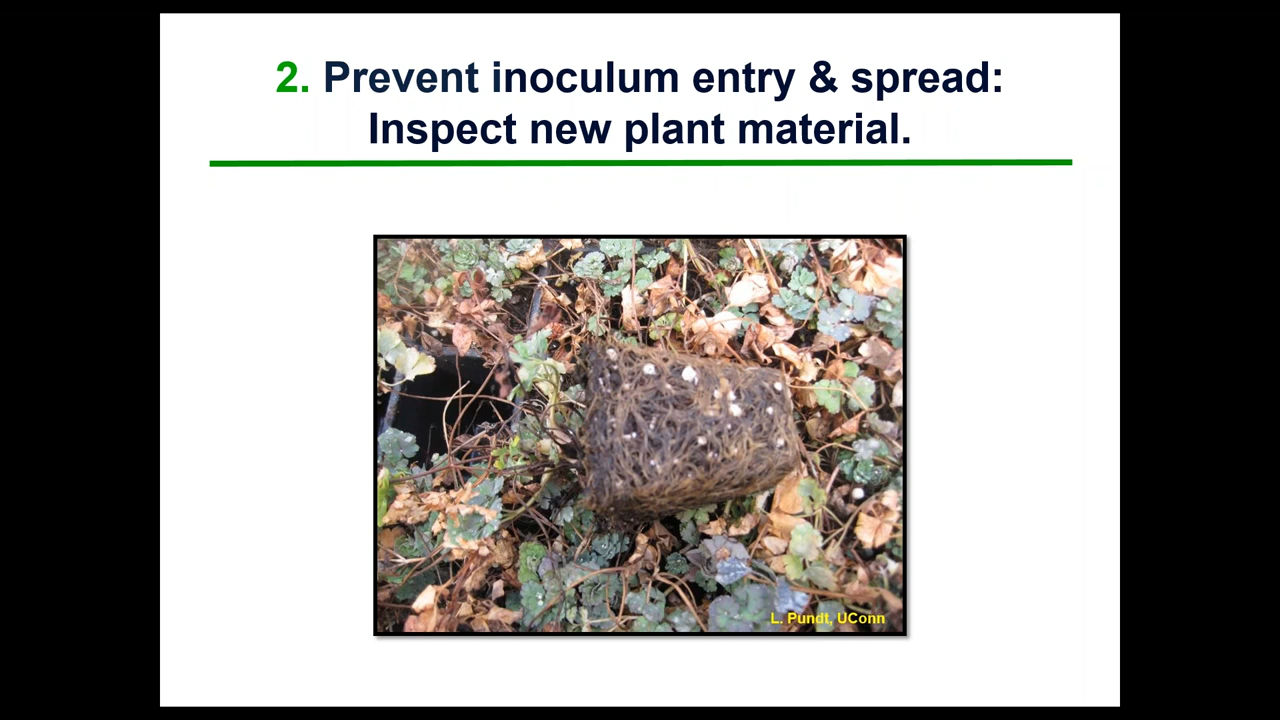 2. Prevent inoculum entry & spread:
Inspect new plant material.
L. Pundt, UConn